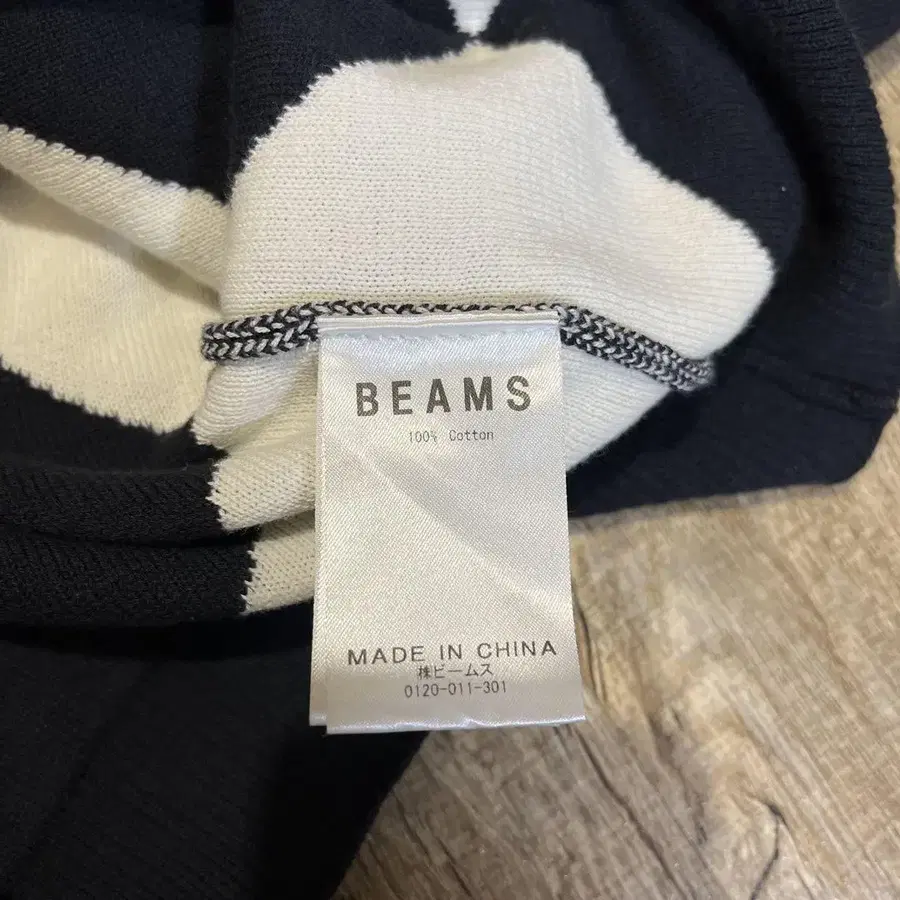 BEAMS
100% Cotton
MADE IN CHINA
㈱ビームス
0120-011-301